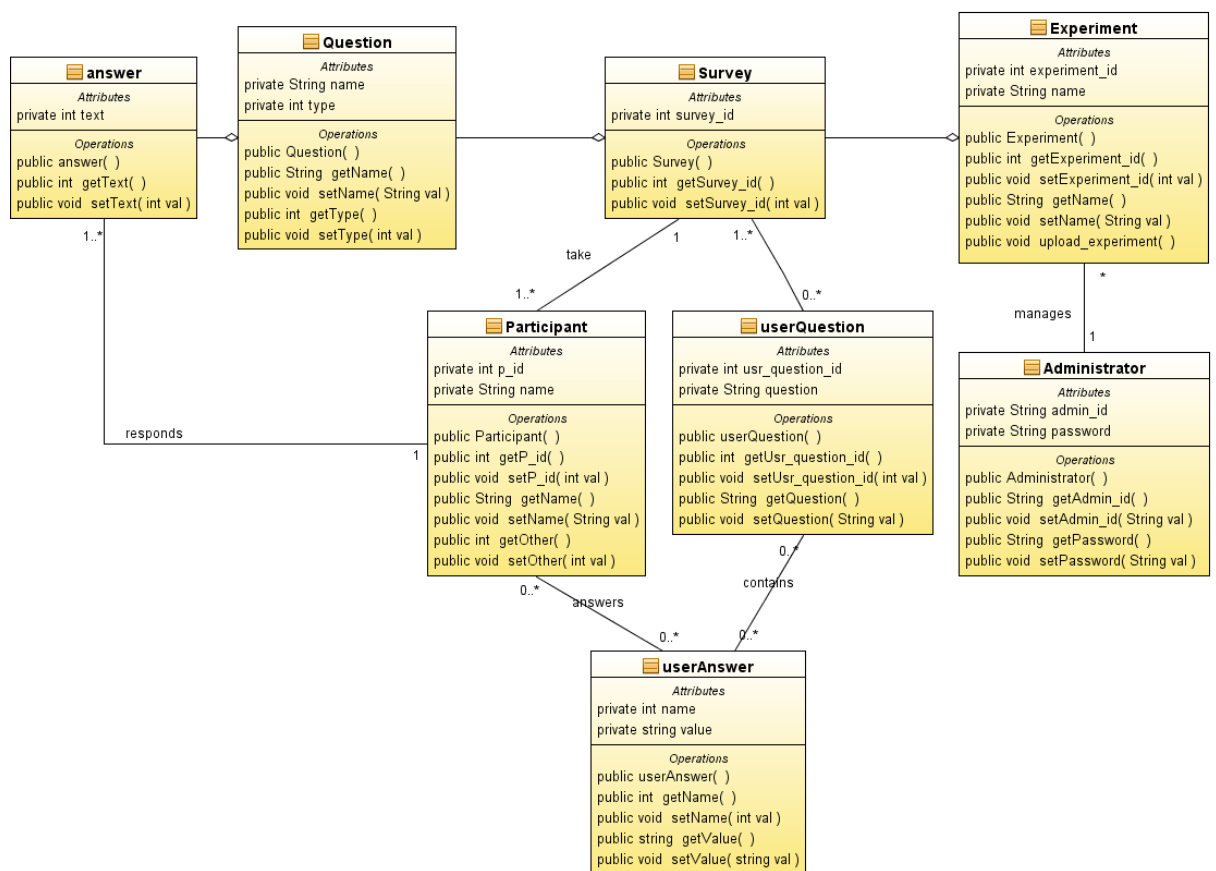 answer
Attributes
private int text
Operations
public answer( )
public int getText( )
public void setText( int val )
Question
Attributes
private String name
private int type
Operations
public Question( )
public String getName( )
public void setName( String val )
public int getType( )
public void setType( int val )
Survey
Attributes
private int survey_id
Operations
public Survey( )
public int getSurvey_id( )
public void setSurvey_id( int val )
Experiment
Attributes
private int experiment_id
private String name
Operations
public Experiment( )
public int getExperiment_id( )
public void setExperiment_id( int val )
public String getName( )
public void setName( String val )
public void upload_experiment( )
1..*
take
1
1..*
1..*
0..*
*
manages
1
responds
1
Participant
Attributes
private int p_id
private String name
Operations
public Participant( )
public int getP_id( )
public void setP_id( int val )
public String getName( )
public void setName( String val )
public int getOther( )
public void setOther( int val )
userQuestion
Attributes
private int usr_question_id
private String question
Operations
public userQuestion( )
public int getUsr_question_id( )
public void setUsr_question_id( int val )
public String getQuestion( )
public void setQuestion( String val )
Administrator
Attributes
private String admin_id
private String password
Operations
public Administrator( )
public String getAdmin_id( )
public void setAdmin_id( String val )
public String getPassword( )
public void setPassword( String val )
0..*
answers
0..*
0..*
contains
0..*
userAnswer
Attributes
private int name
private string value
Operations
public userAnswer( )
public int getName( )
public void setName( int val )
public string getValue( )
public void setValue( string val )